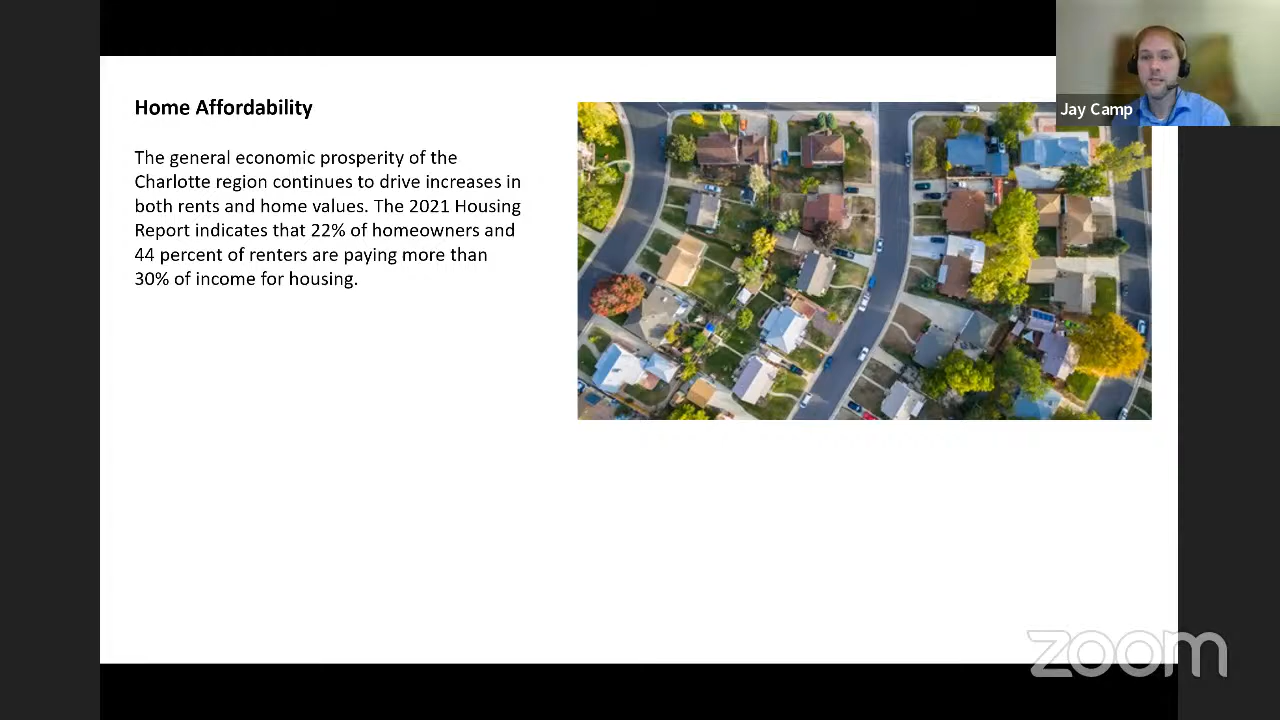 Home Affordability
The general economic prosperity of the
Charlotte region continues to drive increases in
both rents and home values. The 2021 Housing
Report indicates that 22% of homeowners and
44 percent of renters are paying more than
30% of income for housing.
Jay Camp
zoom